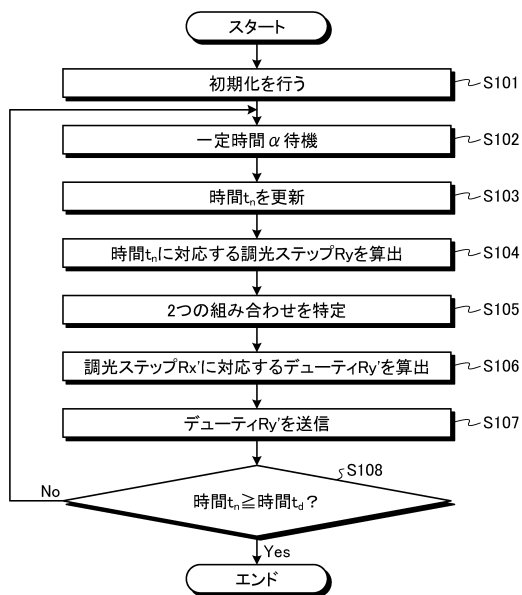 スタート
初期化を行う
S101
一定時間α待機
S102
時間tnを更新
S103
時間tnに対応する調光ステップRyを算出
S104
2つの組み合わせを特定
S105
調光ステップRx'に対応するデューティRy'を算出
S106
デューティRy'を送信
S107
S108
No
時間tn≧時間td？
Yes
エンド